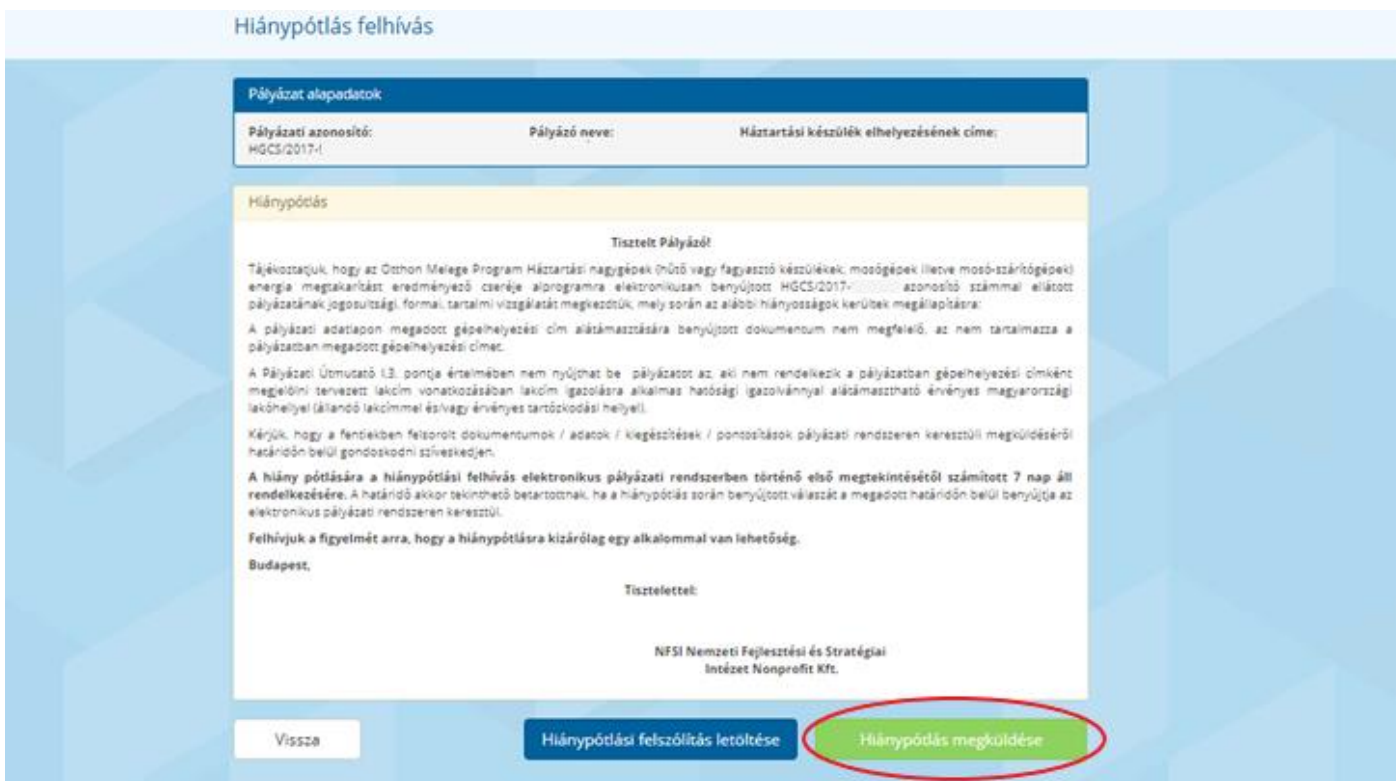 Hiánypótlás felhívás
Pályázat alapadatok
Pályázati azonosító:
Pályázó neve:
Háztartási készülék elhelyezésének címe:
HGCS/2017-
Hiánypótlás
Tisztelt Pályázó!
Tájékoztatjuk, hogy az Otthon Melege Program Háztartási nagygépek (hűtő vagy fagyasztó készülékek, mosógépek illetve mosó-szárítógépek)
energia megtakarítást eredményező cseréje alprogramra elektronikusan benyújtott HGCS/2017- azonosító számmal ellátott
pályázatának jogosultsági, formai, tartalmi vizsgálatát megkezdtük, mely során az alábbi hiányosságok kerültek megállapításra:
A pályázati adatlapon megadott gépelhelyezési cím alátámasztására benyújtott dokumentum nem megfelelő, az nem tartalmazza a
pályázatban megadott gépelhelyezési címet.
A Pályázati Útmutató I.3. pontja értelmében nem nyújthat be pályázatot az, aki nem rendelkezik a pályázatban gépelhelyezési címként
megjelölni tervezett lakcím vonatkozásában lakcím igazolásra alkalmas hatósági igazolvánnyal alátámasztható érvényes magyarországi
lakóhellyel (állandó lakcímmel és/vagy érvényes tartózkodási hellyel).
Kérjük, hogy a fentiekben felsorolt dokumentumok / adatok / kiegészítések / pontosítások pályázati rendszeren keresztüli megküldéséről
határidőn belül gondoskodni szíveskedjen.
A hiány pótlására a hiánypótlási felhívás elektronikus pályázati rendszerben történő első megtekintésétől számított 7 nap áll
rendelkezésére. A határidő akkor tekinthető betartottnak, ha a hiánypótlás során benyújtott válaszát a megadott határidőn belül benyújtja az
elektronikus pályázati rendszeren keresztül.
Felhívjuk a figyelmét arra, hogy a hiánypótlásra kizárólag egy alkalommal van lehetőség.
Budapest,
Tisztelettel:
NFSI Nemzeti Fejlesztési és Stratégiai
Intézet Nonprofit Kft.
Vissza
Hiánypótlási felszólítás letöltése
Hiánypótlás megküldése